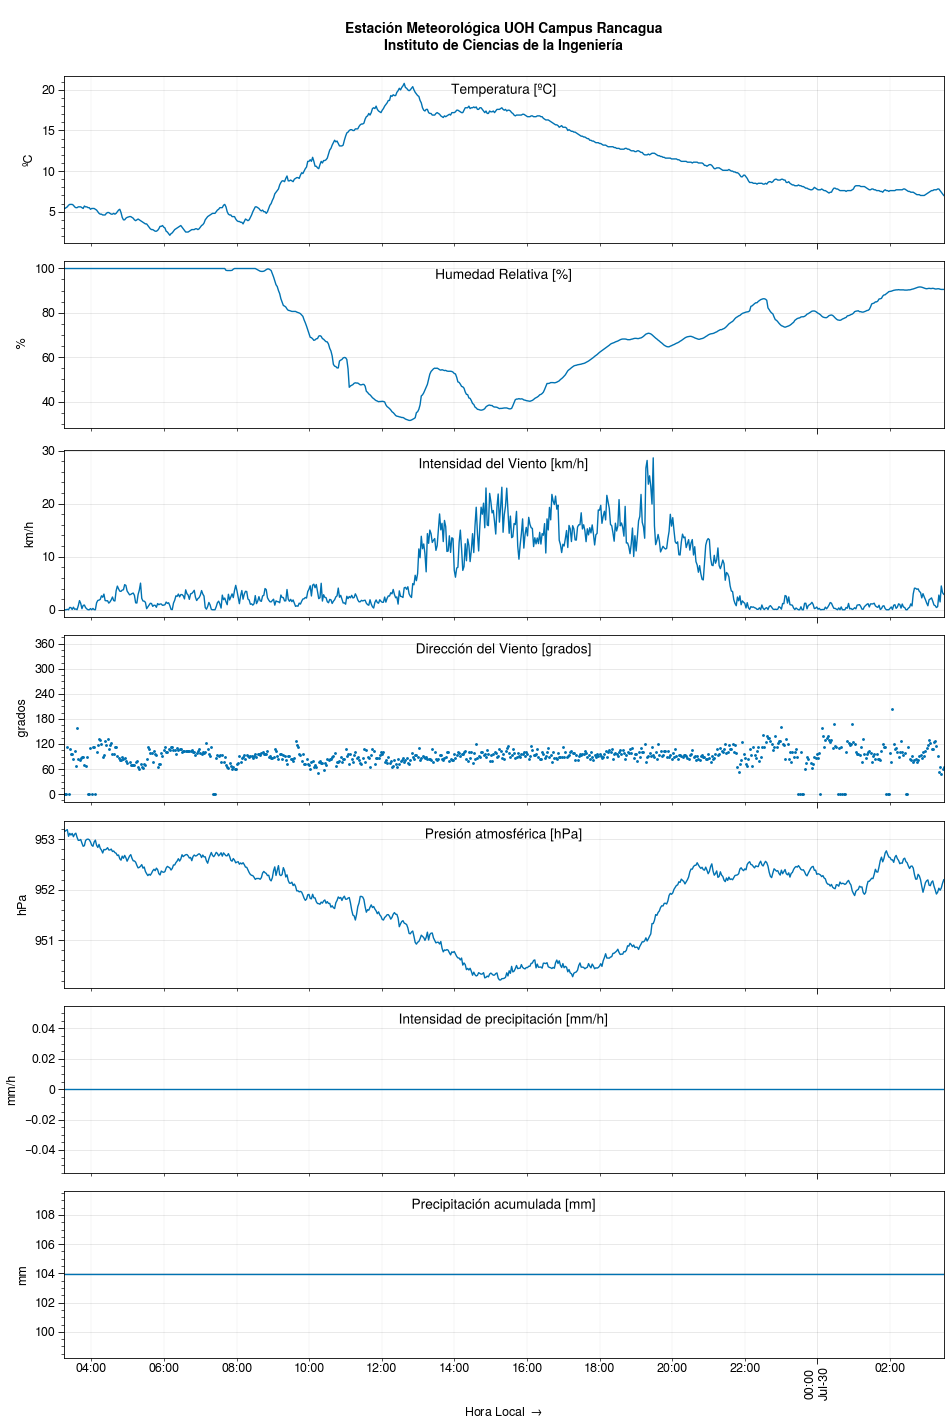 Estación Meteorológica UOH Campus Rancagua
Instituto de Ciencias de la Ingeniería
Temperatura [ºC]
20
15
10
5
ºC
Humedad Relativa [%]
100
80
60
40
%
Intensidad del Viento [km/h]
30
20
10
0
km/h
Dirección del Viento [grados]
360
300
240
180
120
60
0
grados
Presión atmosférica [hPa]
953
952
951
hPa
Intensidad de precipitación [mm/h]
0.04
0.02
0
−0.02
−0.04
mm/h
Precipitación acumulada [mm]
108
106
104
102
100
mm
04:00 06:00 08:00 10:00 12:00 14:00 16:00 18:00 20:00 22:00 00:00 02:00
Jul-30
Hora Local →